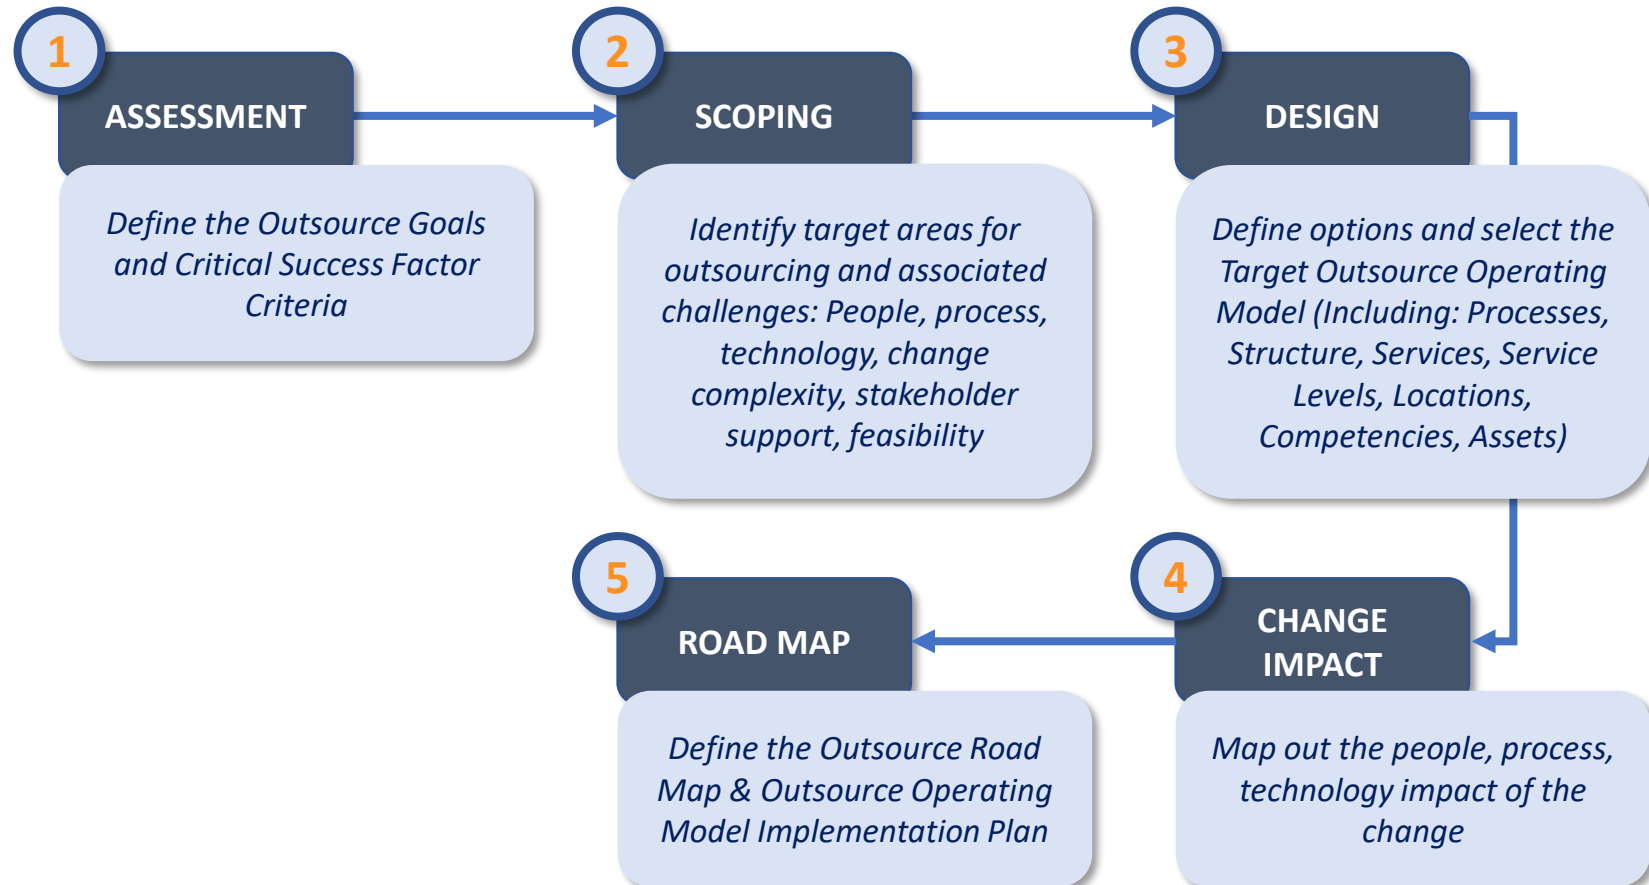 1
ASSESSMENT
Define the Outsource Goals
and Critical Success Factor
Criteria
2
SCOPING
Identify target areas for
outsourcing and associated
challenges: People, process,
technology, change
complexity, stakeholder
support, feasibility
3
DESIGN
Define options and select the
Target Outsource Operating
Model (Including: Processes,
Structure, Services, Service
Levels, Locations,
Competencies, Assets)
4
CHANGE
IMPACT
Map out the people, process,
technology impact of the
change
5
ROAD MAP
Define the Outsource Road
Map & Outsource Operating
Model Implementation Plan